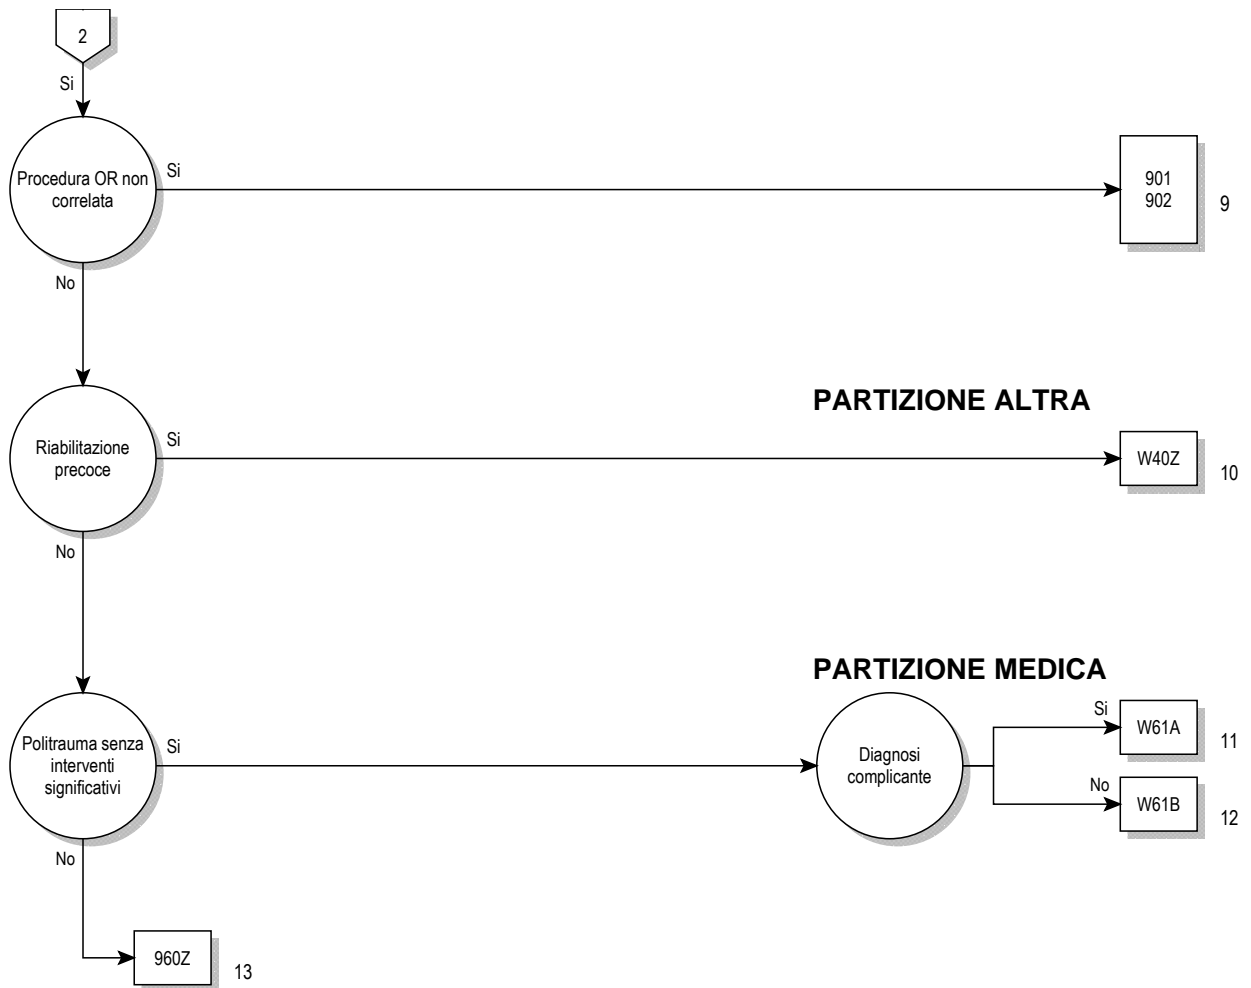 2
Si
Procedura OR non
correlata
Si
901
902
9
No
PARTIZIONE ALTRA
Riabilitazione
precoce
Si
W40Z
10
No
PARTIZIONE MEDICA
Politrauma senza
interventi
significativi
Si
Diagnosi
complicante
Si
W61A
11
No
W61B
12
No
960Z
13